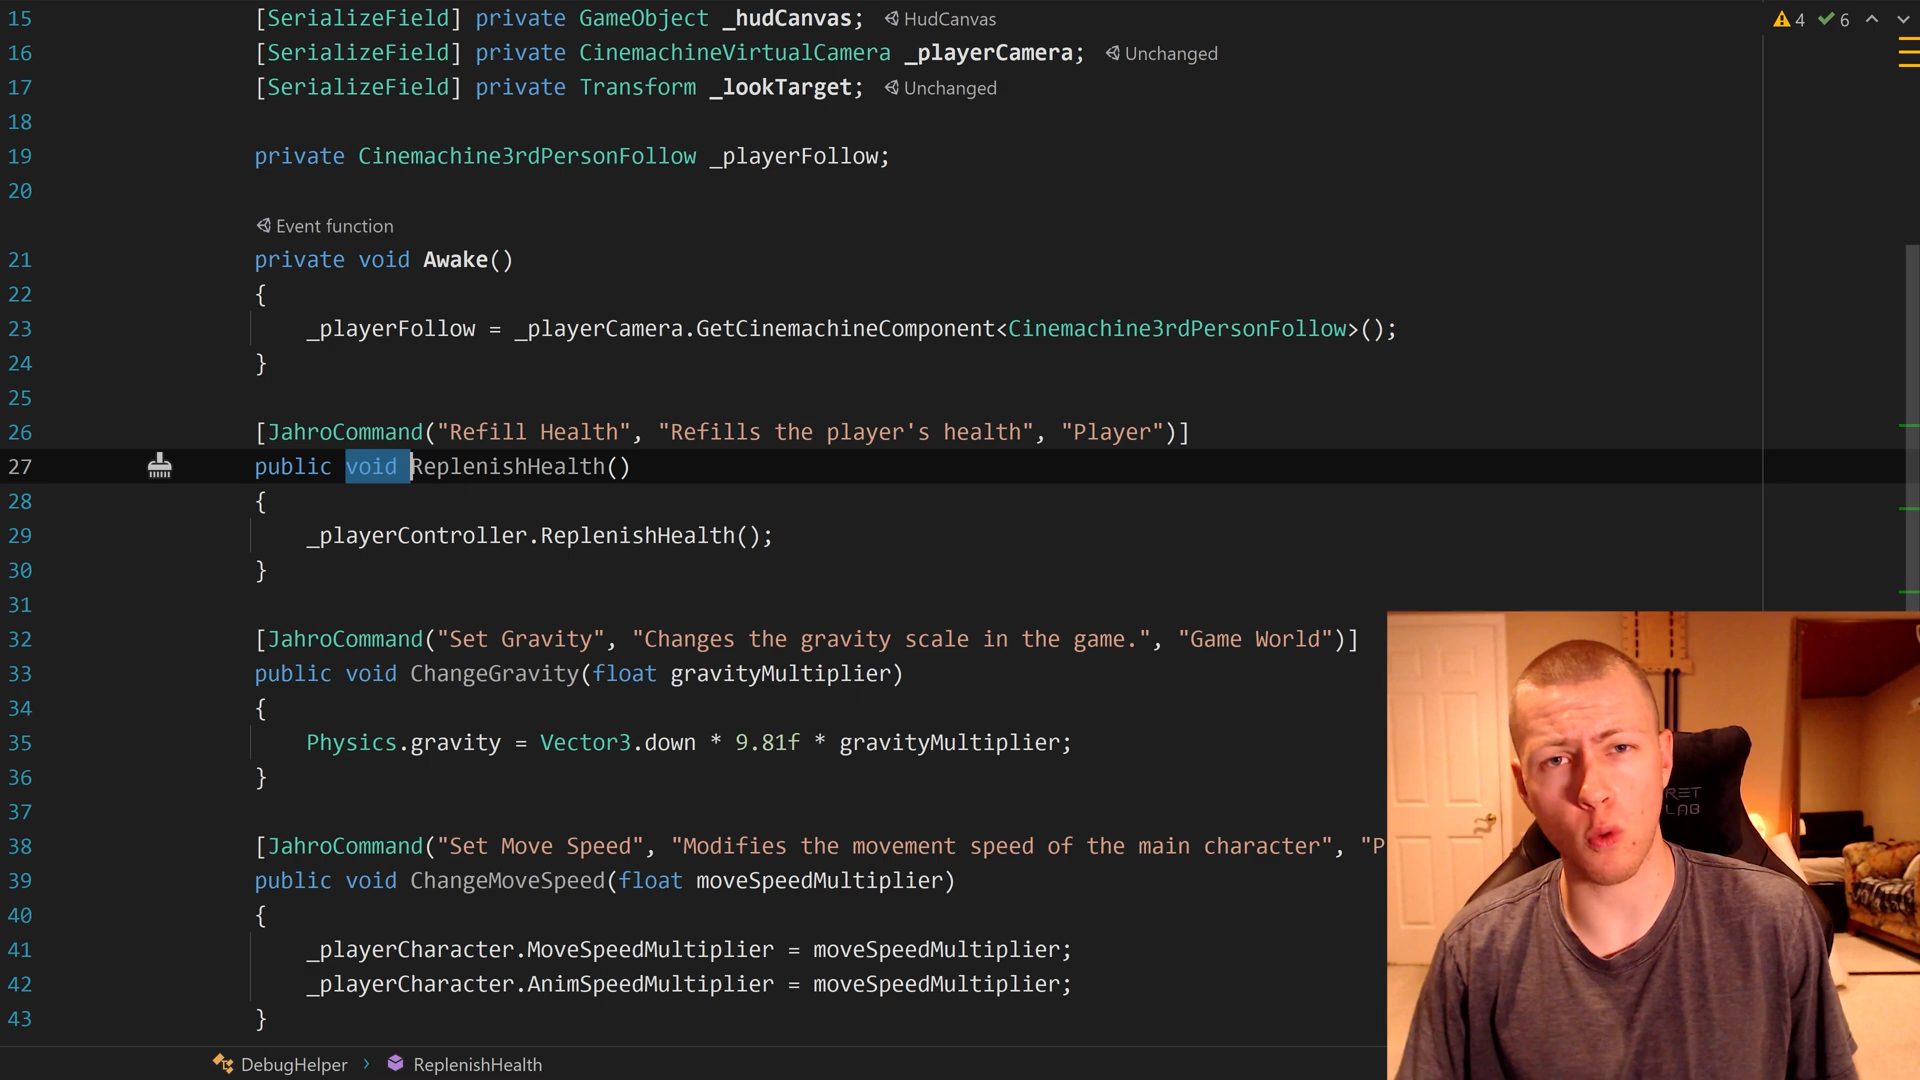 15 [SerializeField] private GameObject _hudCanvas; HudCanvas
4 6
16 [SerializeField] private CinemachineVirtualCamera _playerCamera; Unchanged
17 [SerializeField] private Transform _lookTarget; Unchanged
18
19 private Cinemachine3rdPersonFollow _playerFollow;
20
Event function
21 private void Awake()
22 {
23 _playerFollow = _playerCamera.GetCinemachineComponent<Cinemachine3rdPersonFollow>();
24 }
25
26 [JahroCommand("Refill Health", "Refills the player's health", "Player")]
27 public void ReplenishHealth()
28 {
29 _playerController.ReplenishHealth();
30 }
31
32 [JahroCommand("Set Gravity", "Changes the gravity scale in the game.", "Game World")]
33 public void ChangeGravity(float gravityMultiplier)
34 {
35 Physics.gravity = Vector3.down * 9.81f * gravityMultiplier;
36 }
37
38 [JahroCommand("Set Move Speed", "Modifies the movement speed of the main character", "P
39 public void ChangeMoveSpeed(float moveSpeedMultiplier)
40 {
41 _playerCharacter.MoveSpeedMultiplier = moveSpeedMultiplier;
42 _playerCharacter.AnimSpeedMultiplier = moveSpeedMultiplier;
43 }
DebugHelper > ReplenishHealth
RET
LAB